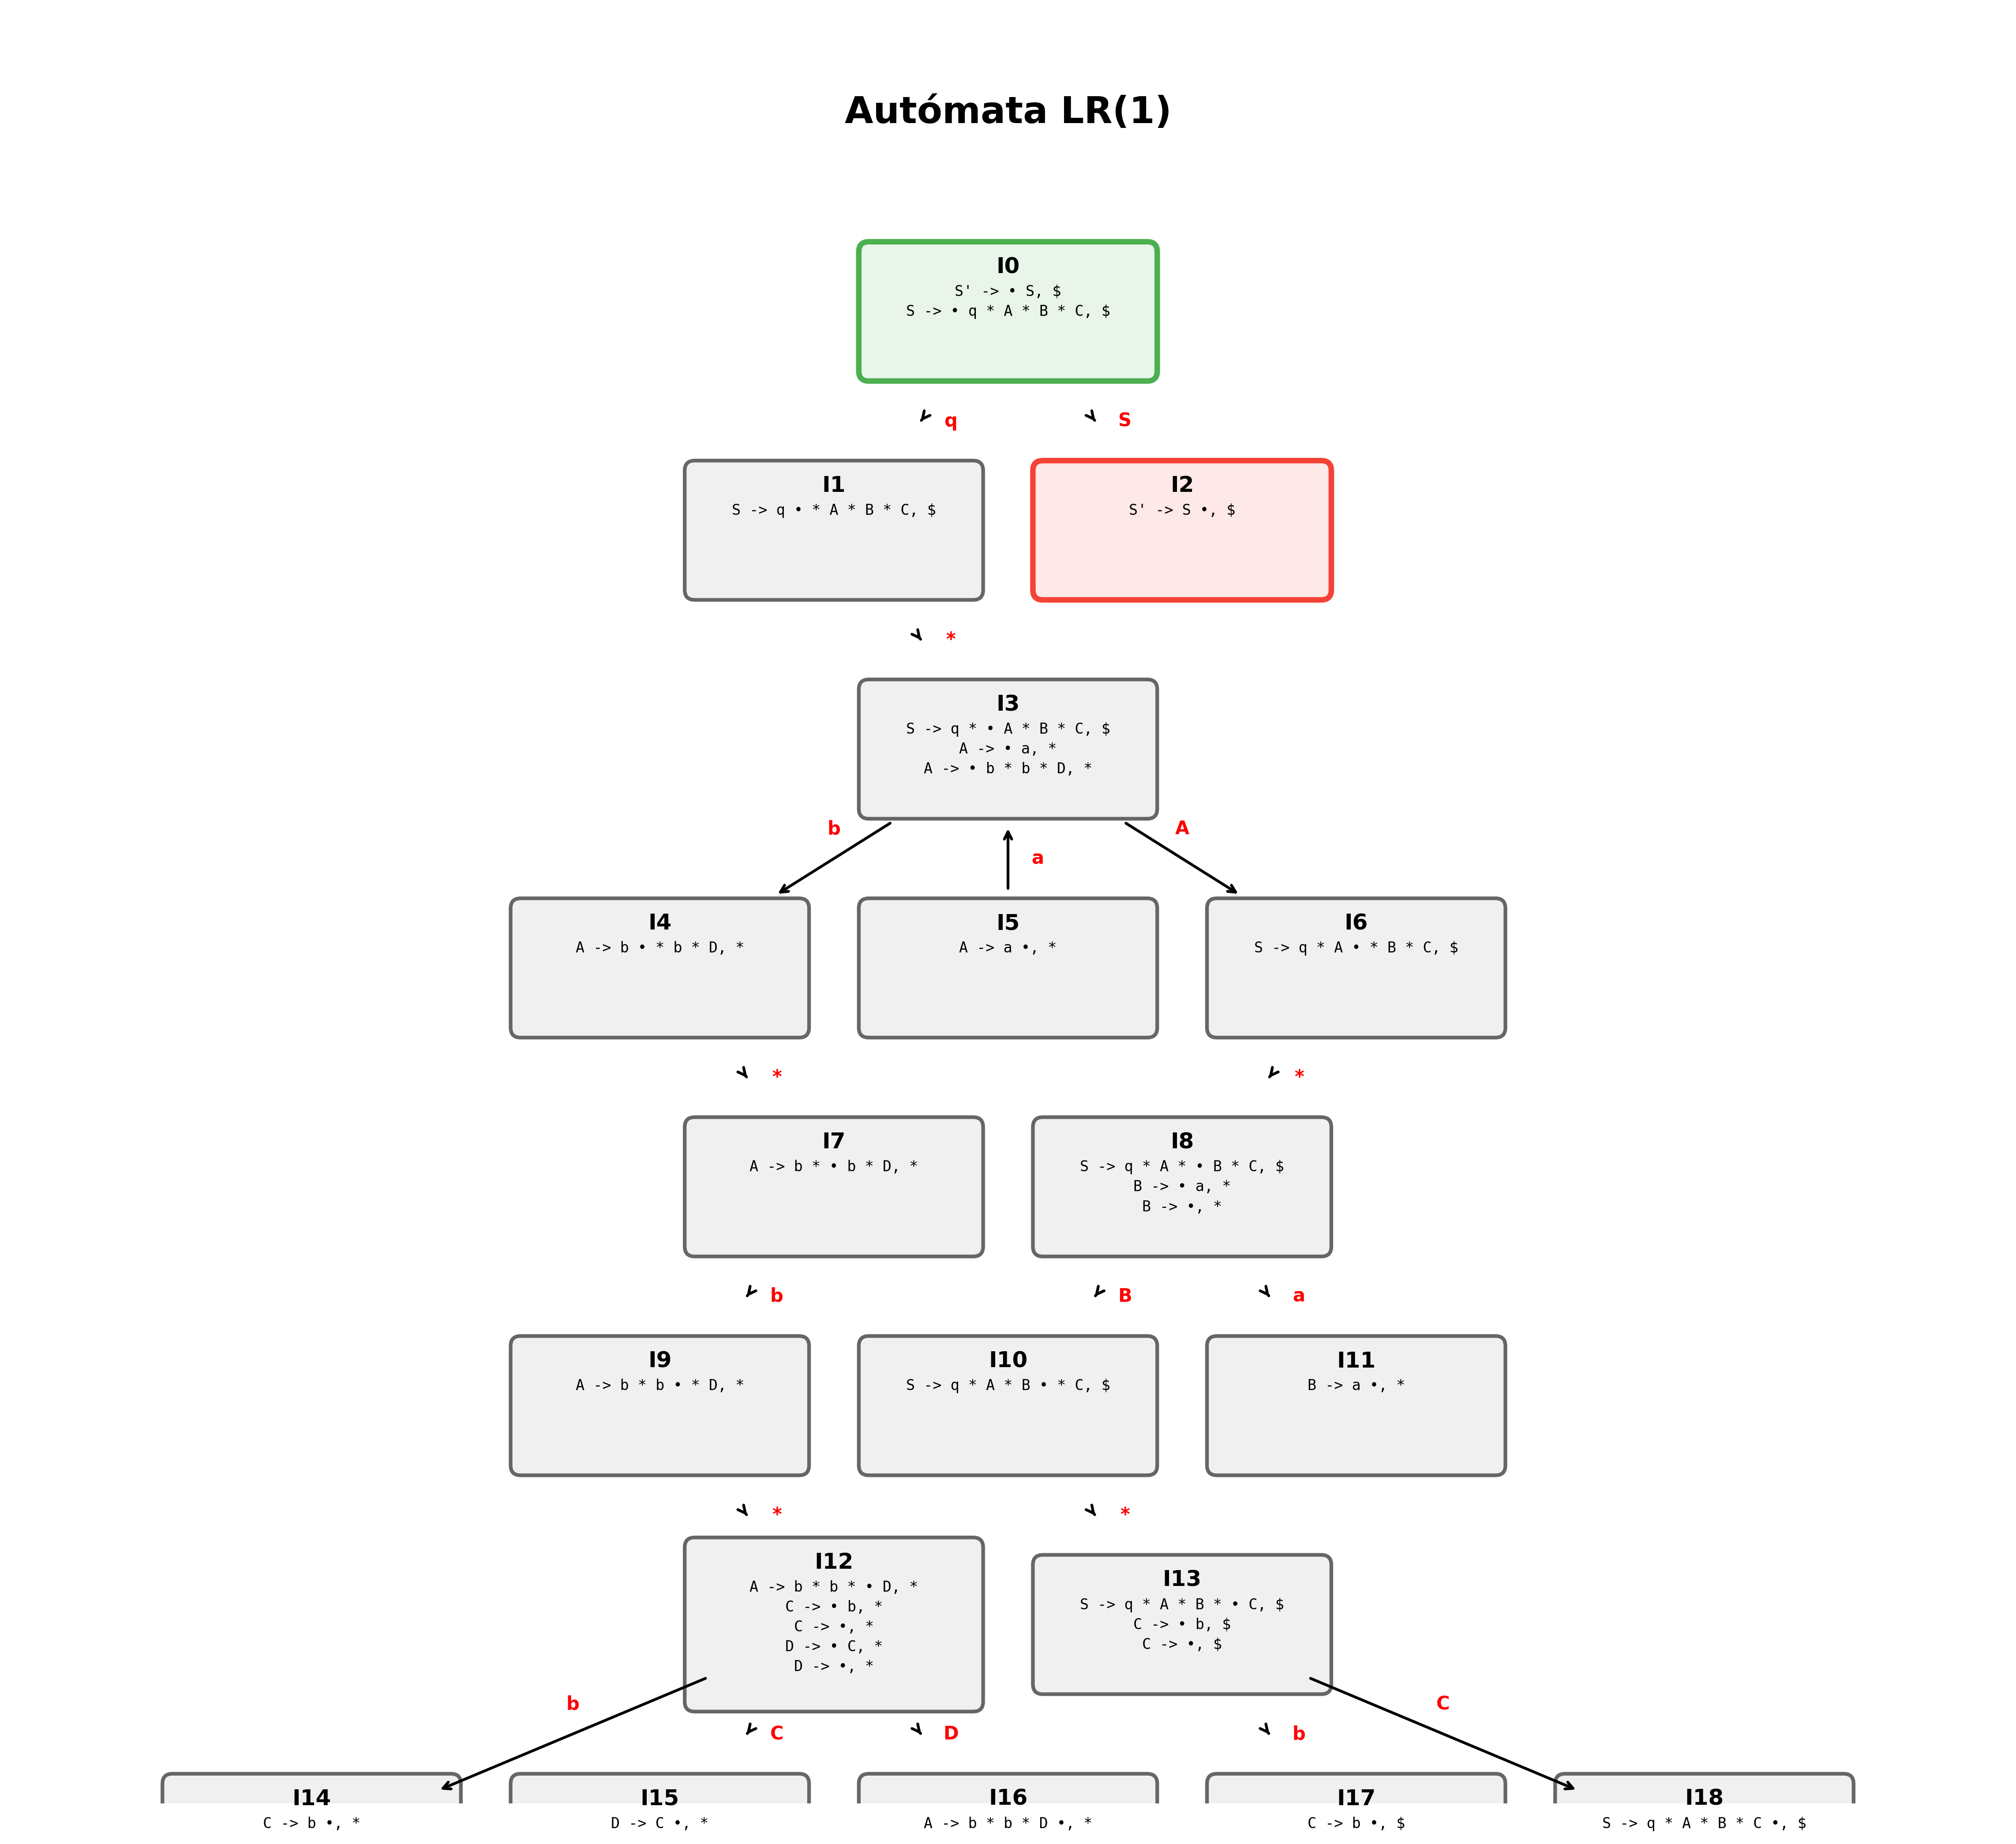 Autómata LR(1)
I0
S' -> • S, $
S -> • q * A * B * C, $
q
S
I1
S -> q • * A * B * C, $
I2
S' -> S •, $
*
I3
S -> q * • A * B * C, $
A -> • a, *
A -> • b * b * D, *
b
a
A
I4
A -> b • * b * D, *
I5
A -> a •, *
I6
S -> q * A • * B * C, $
*
*
I7
A -> b * • b * D, *
I8
S -> q * A * • B * C, $
B -> • a, *
B -> •, *
b
B
a
I9
A -> b * b • * D, *
I10
S -> q * A * B • * C, $
I11
B -> a •, *
*
*
I12
A -> b * b * • D, *
C -> • b, *
C -> •, *
D -> • C, *
D -> •, *
I13
S -> q * A * B * • C, $
C -> • b, $
C -> •, $
b
C
D
b
C
I14
C -> b •, *
I15
D -> C •, *
I16
A -> b * b * D •, *
I17
C -> b •, $
I18
S -> q * A * B * C •, $